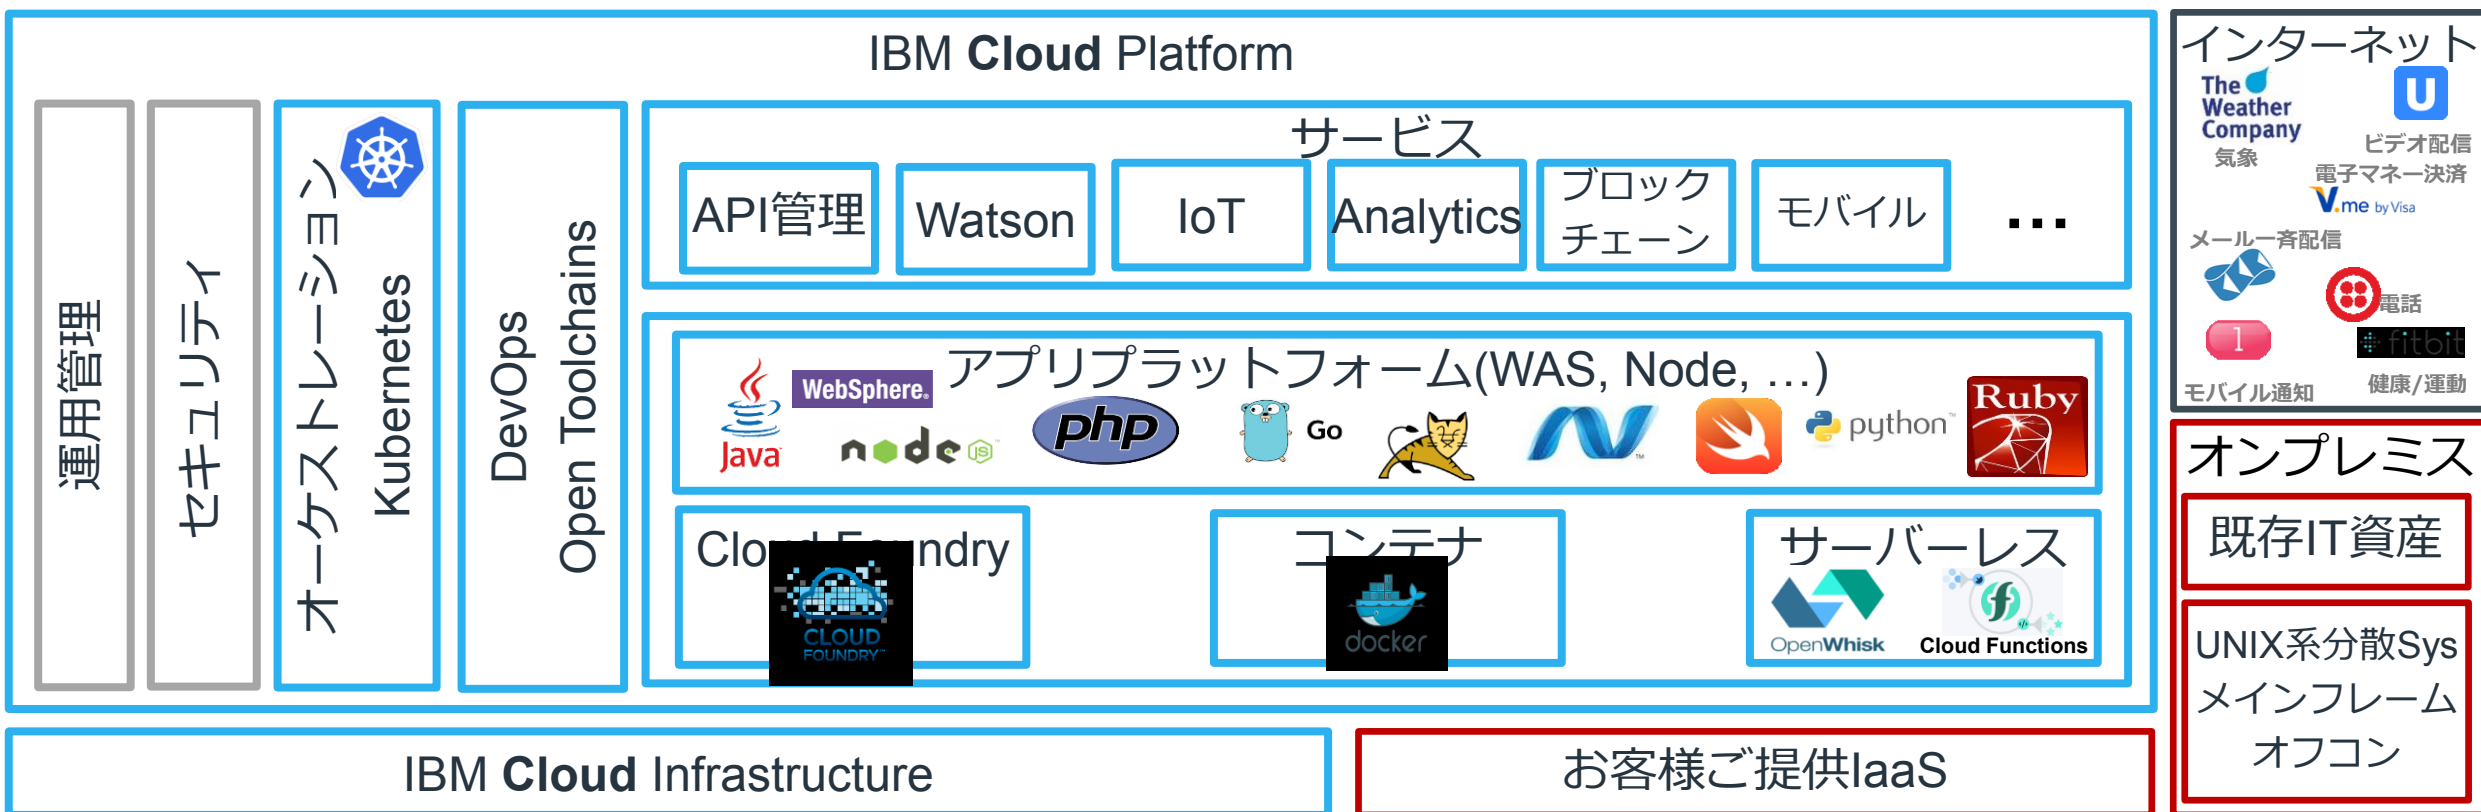 IBM Cloud Platform
運用管理
セキュリティ
オーケストレーション
Kubernetes
DevOps
Open Toolchains
サービス
API管理
Watson
IoT
Analytics
ブロック
チェーン
モバイル
...
アプリプラットフォーム(WAS, Node, …)
Java
WebSphere.
node JS
php
Go
python
Ruby
Cloud Foundry
CLOUD
FOUNDRY
コンテナ
docker
サーバーレス
OpenWhisk
Cloud Functions
IBM Cloud Infrastructure
お客様ご提供IaaS
インターネット
The
Weather
Company
気象
U
ビデオ配信
電子マネー決済
V.me by Visa
メール一斉配信
電話
1
モバイル通知
fitbit
健康/運動
オンプレミス
既存IT資産
UNIX系分散Sys
メインフレーム
オフコン